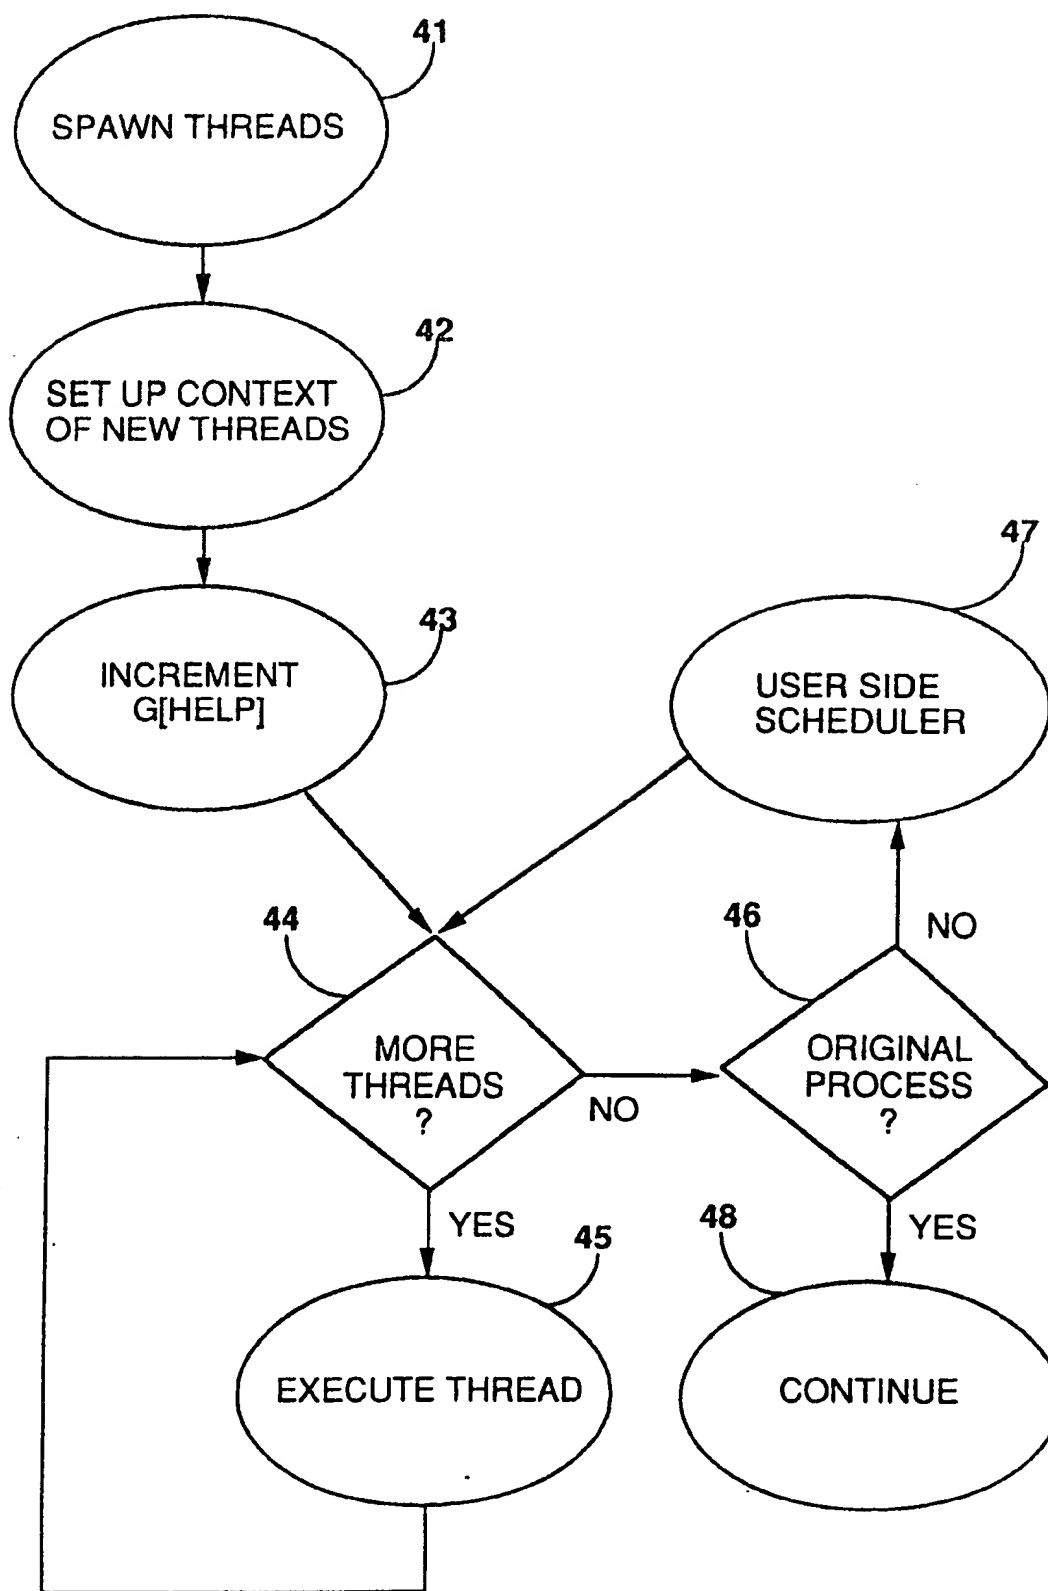 41
SPAWN THREADS
42
SET UP CONTEXT
OF NEW THREADS
43
INCREMENT
G[HELP]
47
USER SIDE
SCHEDULER
44
MORE
THREADS
?
NO
46
ORIGINAL
PROCESS
?
NO
YES
45
EXECUTE THREAD
YES
48
CONTINUE